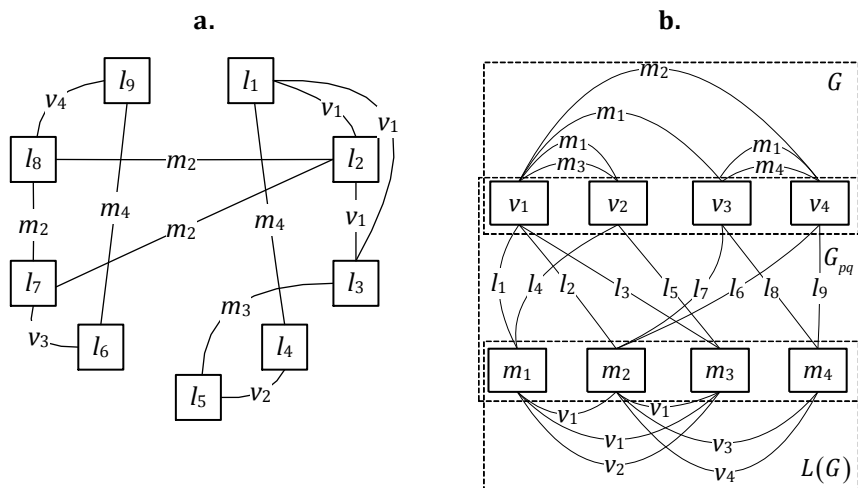 a.
l₉
l₁
v₄
v₁
v₁
l₈
m₂
l₂
m₂
m₄
m₂
m₄
v₁
l₇
l₃
m₃
v₃
l₆
l₄
l₅
v₂
b.
G
m₂
m₁
m₁
m₁
m₃
m₄
v₁
v₂
v₃
v₄
Gₚq
l₁
l₄
l₂
l₃
l₅
l₇
l₆
l₈
l₉
m₁
m₂
m₃
m₄
v₁
v₁
v₁
v₃
v₂
v₄
L(G)